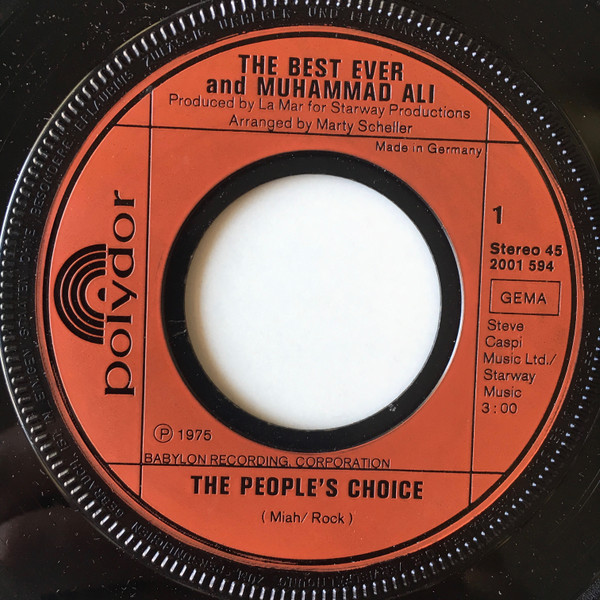 THE BEST EVER
and MUHAMMAD ALI
Produced by La Mar for Starway Productions
Arranged by Marty Scheller
Made in Germany
polydor
1
Stereo 45
2001 594
GEMA
Steve
Caspi
Music Ltd./
Starway
Music
3:00
Ⓟ 1975
BABYLON RECORDING. CORPORATION
THE PEOPLE'S CHOICE
(Miah/Rock)